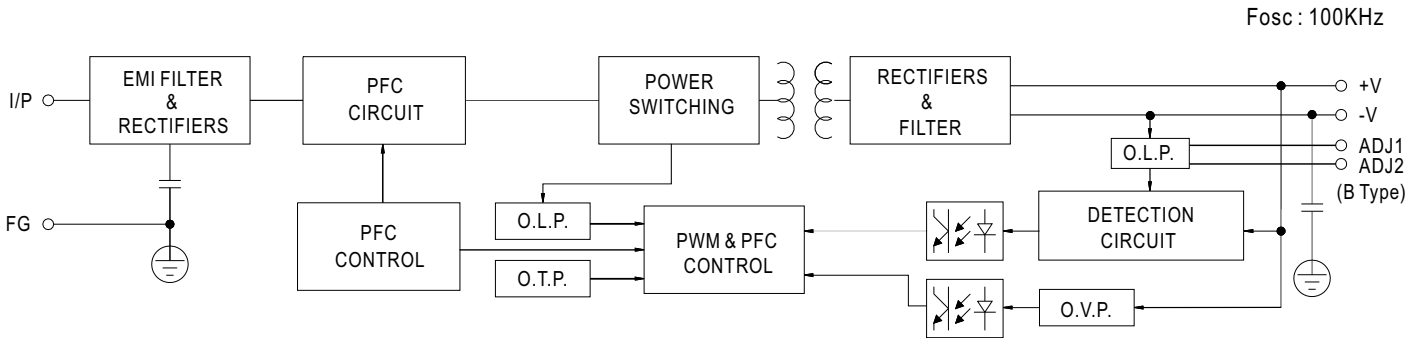 Fosc : 100KHz
I/P
EMI FILTER
&
RECTIFIERS
PFC
CIRCUIT
POWER
SWITCHING
RECTIFIERS
&
FILTER
+V
-V
O.L.P.
ADJ1
ADJ2
(B Type)
FG
PFC
CONTROL
O.L.P.
O.T.P.
PWM & PFC
CONTROL
DETECTION
CIRCUIT
O.V.P.